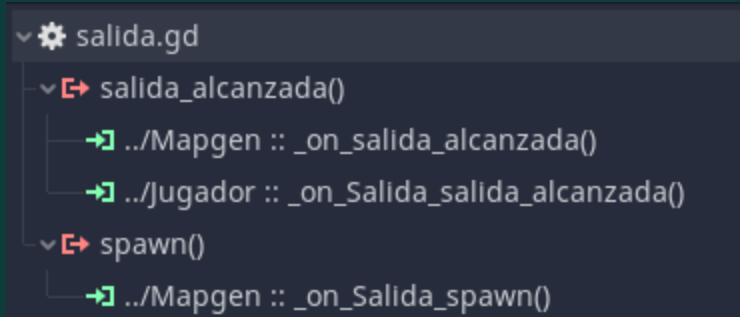 salida.gd
salida_alcanzada()
../Mapgen :: _on_salida_alcanzada()
../Jugador :: _on_Salida_salida_alcanzada()
spawn()
../Mapgen :: _on_Salida_spawn()